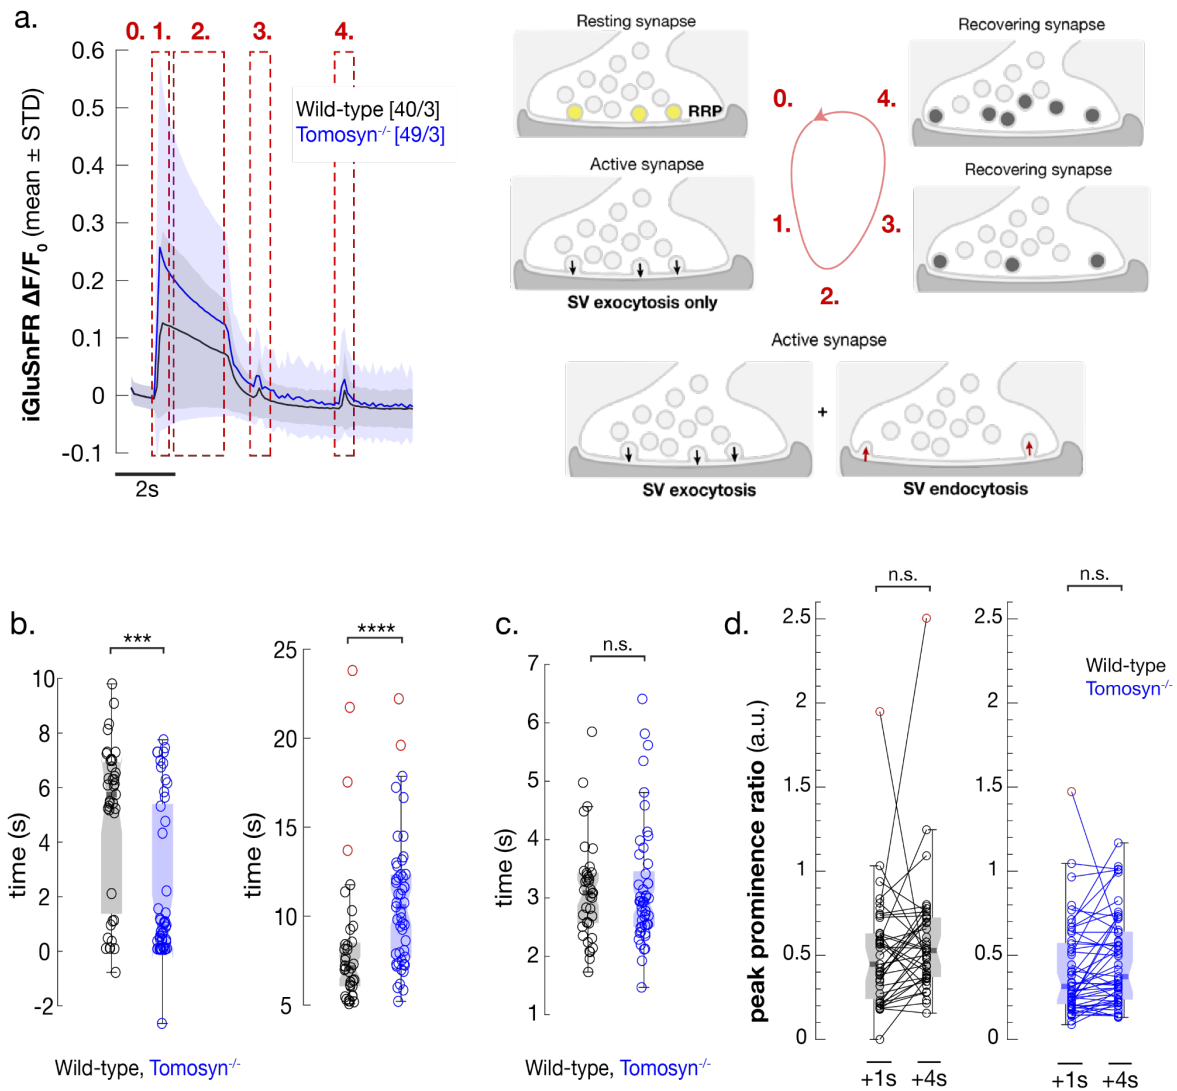 a.
0. 1. 2. 3. 4.
0.6
0.5
0.4
0.3
0.2
0.1
0
-0.1
iGluSnFR ΔF/F0 (mean ± STD)
Wild-type [40/3]
Tomosyn-/- [49/3]
2s
Resting synapse
RRP
Recovering synapse
0.
4.
Active synapse
SV exocytosis only
1.
3.
2.
Recovering synapse
Active synapse
+
SV exocytosis
SV endocytosis
b.
***
10
8
6
4
2
0
-2
time (s)
****
25
20
15
10
5
time (s)
Wild-type, Tomosyn-/-
c.
n.s.
7
6
5
4
3
2
1
time (s)
Wild-type, Tomosyn-/-
d.
n.s.
2.5
2
1.5
1
0.5
0
peak prominence ratio (a.u.)
+1s +4s
n.s.
2.5
2
1.5
1
0.5
0
Wild-type
Tomosyn-/-
+1s +4s